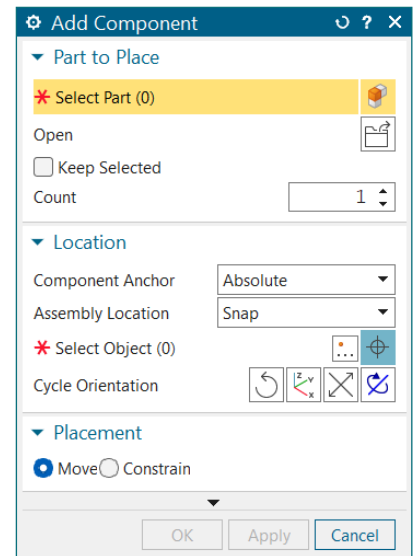 Add Component
Part to Place
* Select Part (0)
Open
Keep Selected
Count 1
Location
Component Anchor Absolute
Assembly Location Snap
* Select Object (0)
Cycle Orientation Z Y X
Placement
Move Constrain
OK Apply Cancel